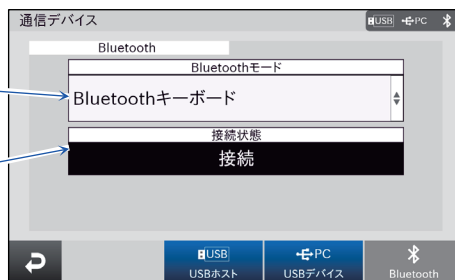 通信デバイス
USB PC
Bluetooth
Bluetoothモード
Bluetoothキーボード
接続状態
接続
USB
USBホスト
PC
USBデバイス
Bluetooth